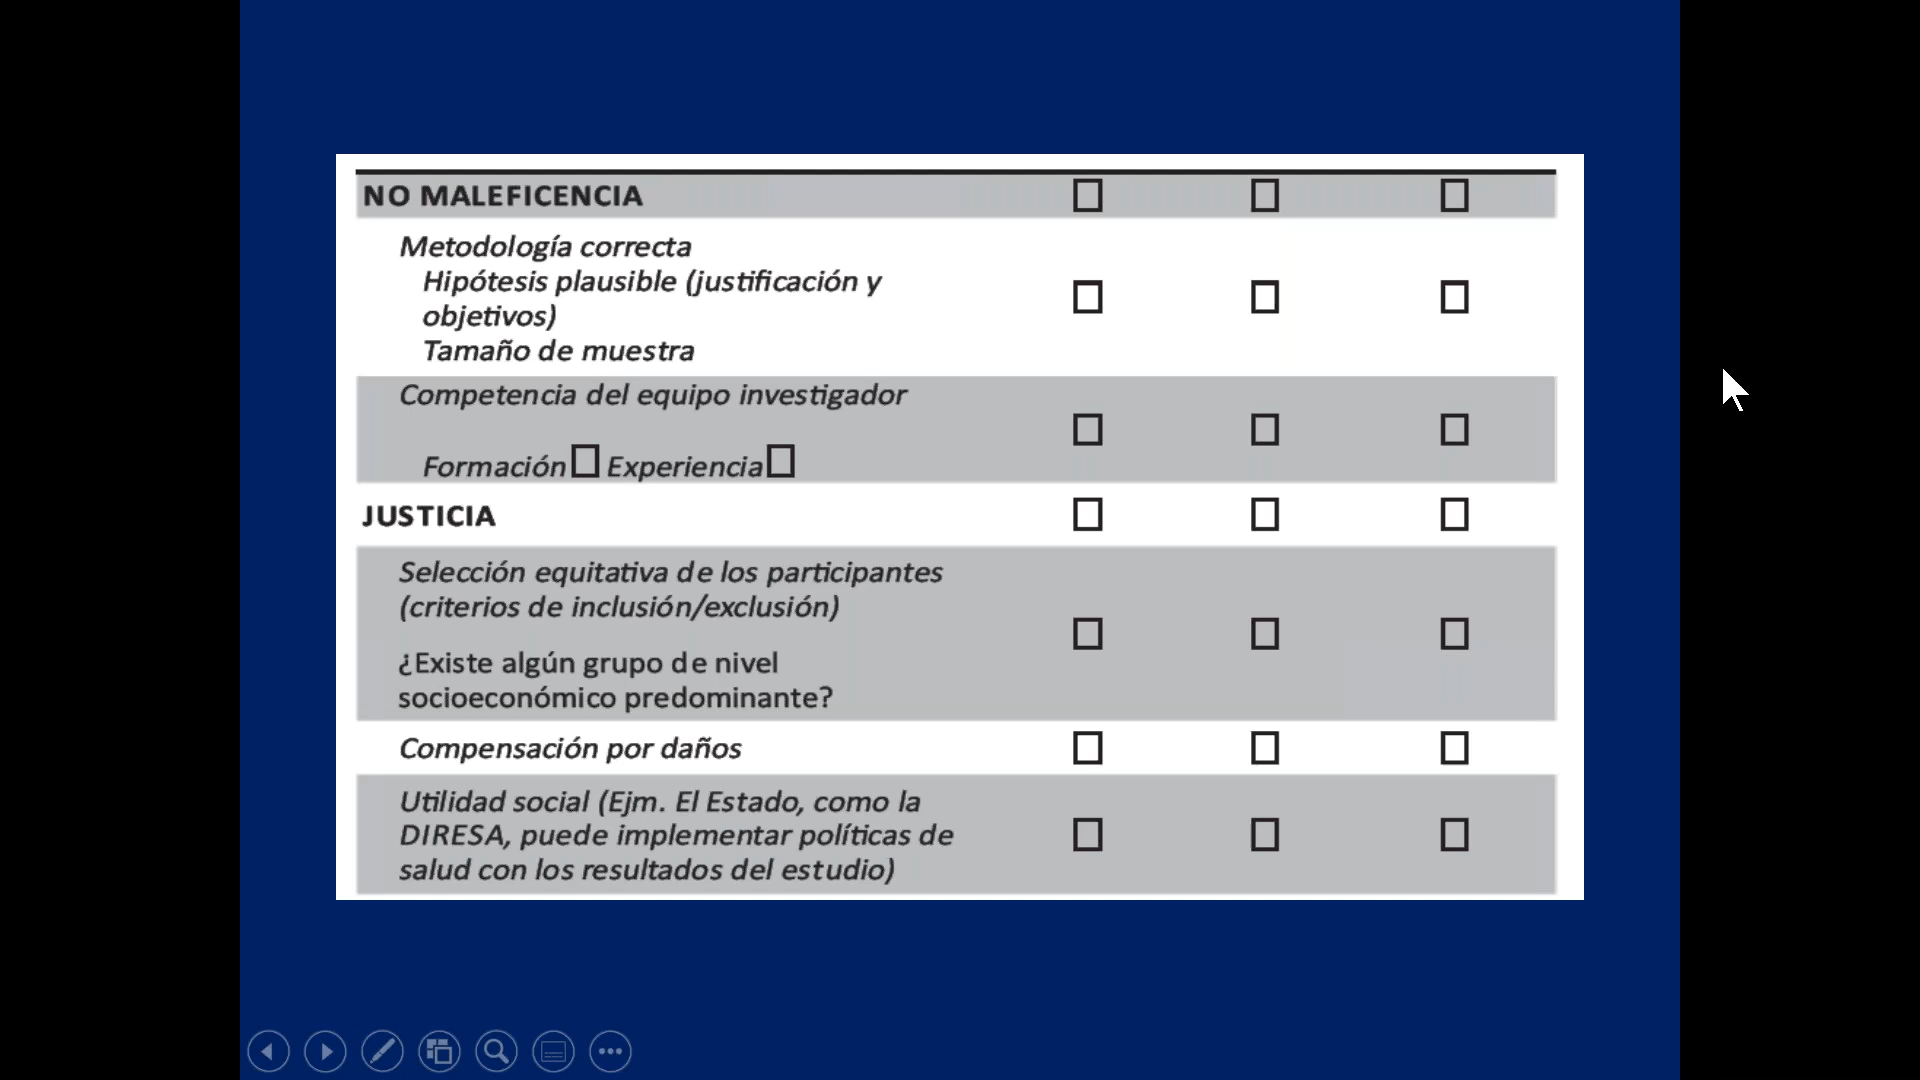 NO MALEFICENCIA
Metodología correcta
Hipótesis plausible (justificación y
objetivos)
Tamaño de muestra
Competencia del equipo investigador
Formación Experiencia
JUSTICIA
Selección equitativa de los participantes
(criterios de inclusión/exclusión)
¿Existe algún grupo de nivel
socioeconómico predominante?
Compensación por daños
Utilidad social (Ejm. El Estado, como la
DIRESA, puede implementar políticas de
salud con los resultados del estudio)